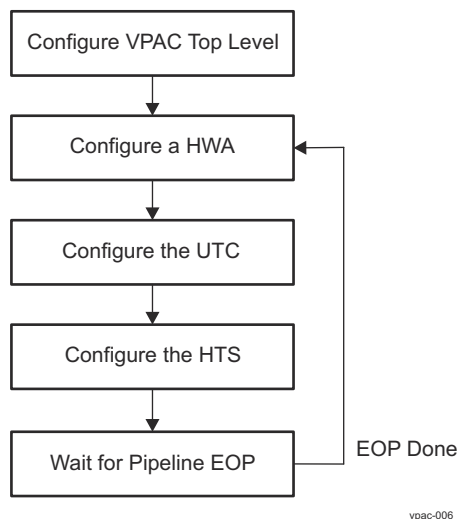 Configure VPAC Top Level
Configure a HWA
Configure the UTC
Configure the HTS
Wait for Pipeline EOP
EOP Done
vpac-006